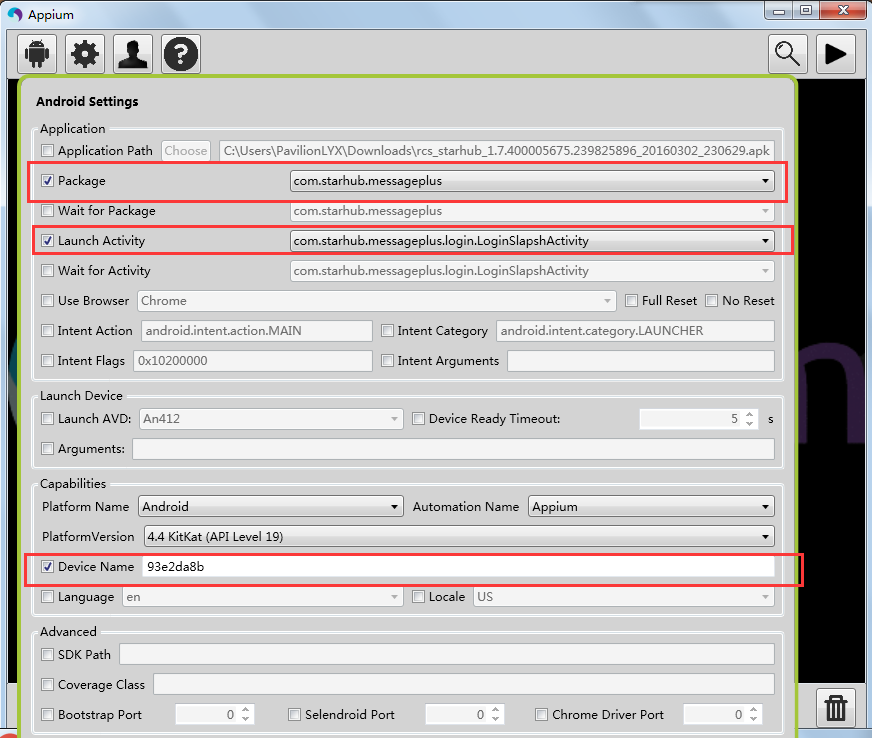 Appium
Android Settings
Application
Application Path Choose C:\Users\PavilionLYX\Downloads\rcs_starhub_1.7.400005675.239825896_20160302_230629.apk
Package com.starhub.messageplus
Wait for Package com.starhub.messageplus
Launch Activity com.starhub.messageplus.login.LoginSlapshActivity
Wait for Activity com.starhub.messageplus.login.LoginSlapshActivity
Use Browser Chrome Full Reset No Reset
Intent Action android.intent.action.MAIN Intent Category android.intent.category.LAUNCHER
Intent Flags 0x10200000 Intent Arguments
Launch Device
Launch AVD: An412 Device Ready Timeout: 5 s
Arguments:
Capabilities
Platform Name Android Automation Name Appium
PlatformVersion 4.4 KitKat (API Level 19)
Device Name 93e2da8b
Language en Locale US
Advanced
SDK Path
Coverage Class
Bootstrap Port 0 Selendroid Port 0 Chrome Driver Port 0